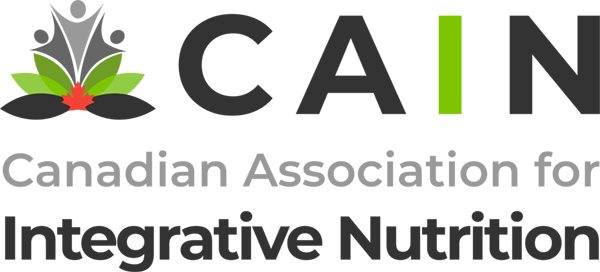 CAIN
Canadian Association for
Integrative Nutrition